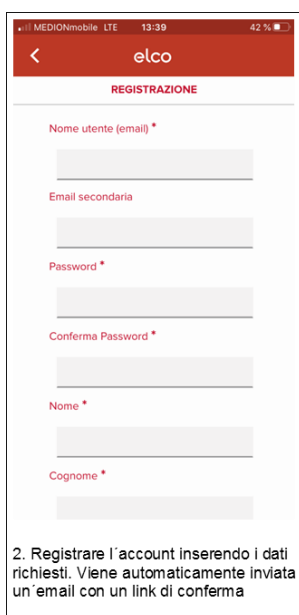 MEDIONmobile LTE 13:39 42 %
elco
REGISTRAZIONE
Nome utente (email) *
Email secondaria
Password *
Conferma Password *
Nome *
Cognome *
2. Registrare l´account inserendo i dati
richiesti. Viene automaticamente inviata
un´email con un link di conferma